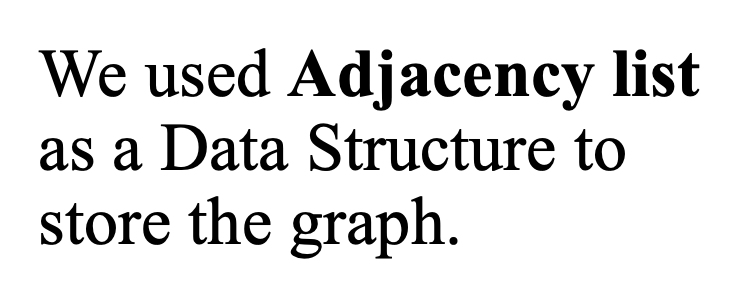 We used Adjacency list
as a Data Structure to
store the graph.